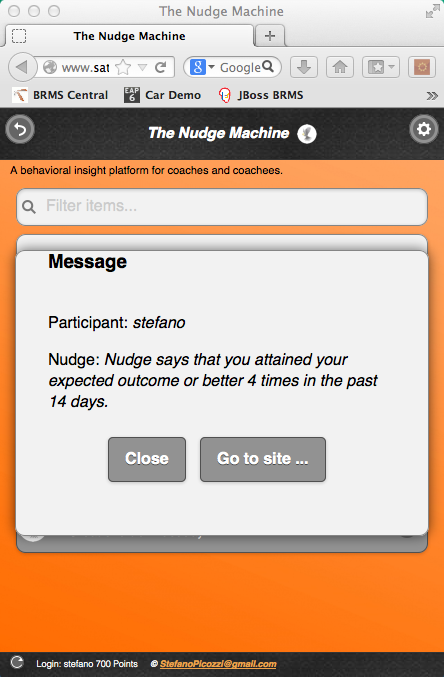 The Nudge Machine
The Nudge Machine
www.sat
Google
BRMS Central
EAP 6
Car Demo
JBoss BRMS
The Nudge Machine
A behavioral insight platform for coaches and coachees.
Filter items...
Message
Participant: stefano
Nudge: Nudge says that you attained your
expected outcome or better 4 times in the past
14 days.
Close
Go to site ...
Login: stefano 700 Points © StefanoPicozzi@gmail.com